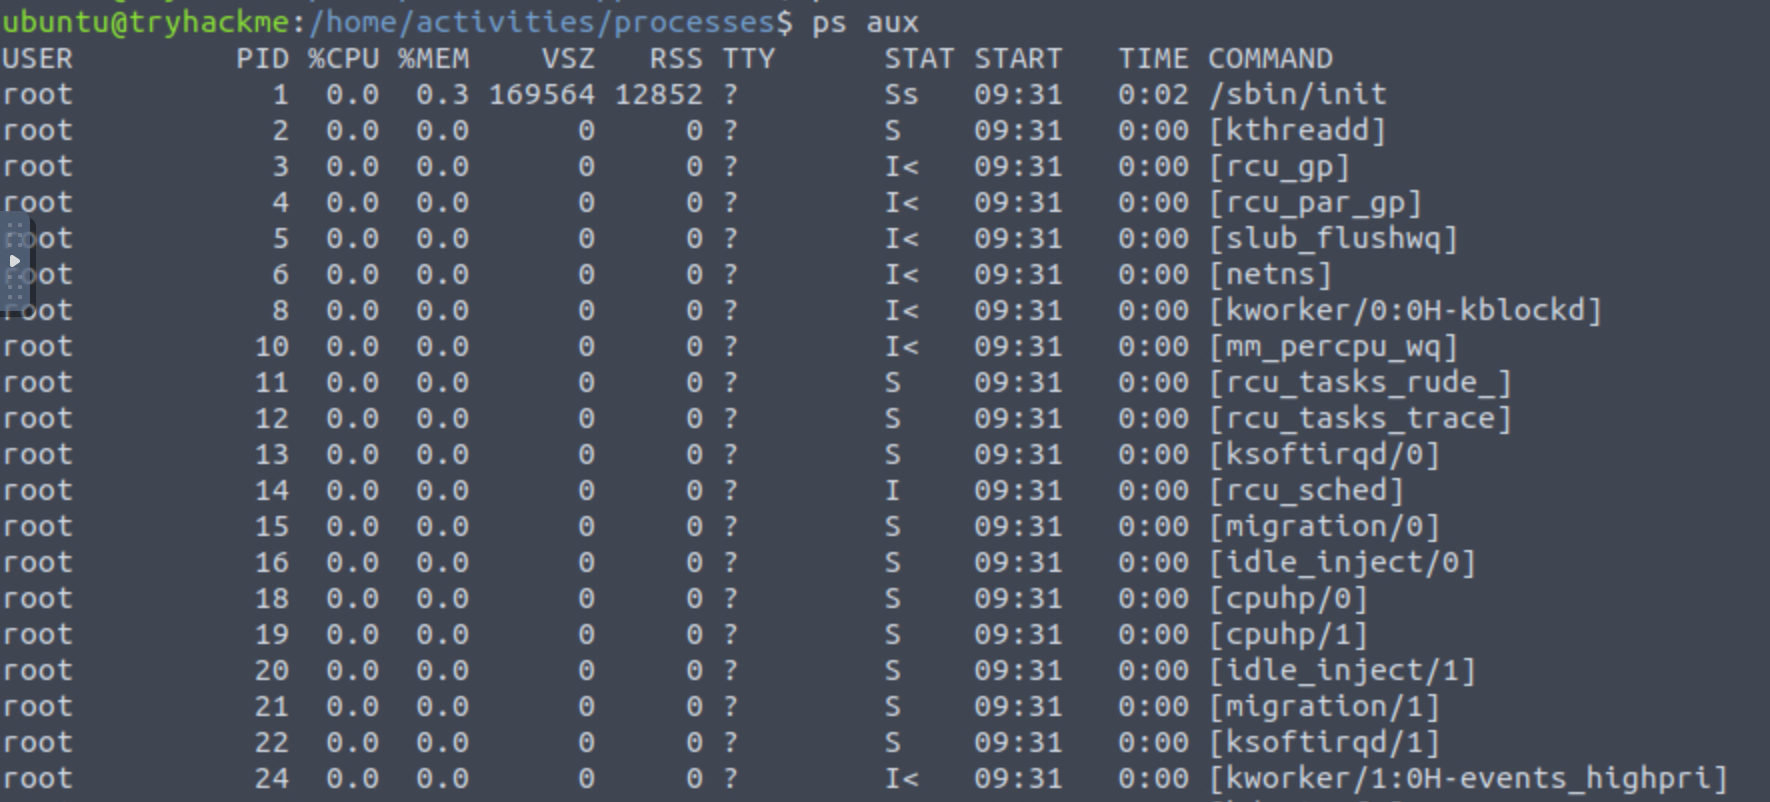 ubuntu@tryhackme:/home/activities/processes$ ps aux
USER         PID %CPU %MEM    VSZ   RSS TTY      STAT START   TIME COMMAND
root           1  0.0  0.3 169564 12852 ?        Ss   09:31   0:02 /sbin/init
root           2  0.0  0.0      0     0 ?        S    09:31   0:00 [kthreadd]
root           3  0.0  0.0      0     0 ?        I<   09:31   0:00 [rcu_gp]
root           4  0.0  0.0      0     0 ?        I<   09:31   0:00 [rcu_par_gp]
root           5  0.0  0.0      0     0 ?        I<   09:31   0:00 [slub_flushwq]
root           6  0.0  0.0      0     0 ?        I<   09:31   0:00 [netns]
root           8  0.0  0.0      0     0 ?        I<   09:31   0:00 [kworker/0:0H-kblockd]
root          10  0.0  0.0      0     0 ?        I<   09:31   0:00 [mm_percpu_wq]
root          11  0.0  0.0      0     0 ?        S    09:31   0:00 [rcu_tasks_rude_]
root          12  0.0  0.0      0     0 ?        S    09:31   0:00 [rcu_tasks_trace]
root          13  0.0  0.0      0     0 ?        S    09:31   0:00 [ksoftirqd/0]
root          14  0.0  0.0      0     0 ?        I    09:31   0:00 [rcu_sched]
root          15  0.0  0.0      0     0 ?        S    09:31   0:00 [migration/0]
root          16  0.0  0.0      0     0 ?        S    09:31   0:00 [idle_inject/0]
root          18  0.0  0.0      0     0 ?        S    09:31   0:00 [cpuhp/0]
root          19  0.0  0.0      0     0 ?        S    09:31   0:00 [cpuhp/1]
root          20  0.0  0.0      0     0 ?        S    09:31   0:00 [idle_inject/1]
root          21  0.0  0.0      0     0 ?        S    09:31   0:00 [migration/1]
root          22  0.0  0.0      0     0 ?        S    09:31   0:00 [ksoftirqd/1]
root          24  0.0  0.0      0     0 ?        I<   09:31   0:00 [kworker/1:0H-events_highpri]